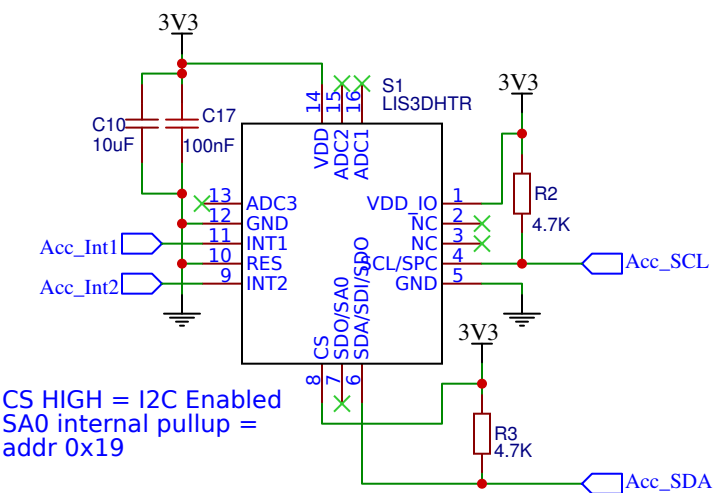 3V3
S1
LIS3DHTR
3V3
C10
10uF
C17
100nF
14
15
16
VDD
ADC2
ADC1
13
ADC3
12
GND
11
INT1
10
RES
9
INT2
VDD_IO
1
NC
2
NC
3
SCL/SPC
4
GND
5
R2
4.7K
Acc_Int1
Acc_Int2
Acc_SCL
CS
SDO/SA0
SDA/SDI/SDO
8
7
6
3V3
R3
4.7K
Acc_SDA
CS HIGH = I2C Enabled
SA0 internal pullup =
addr 0x19